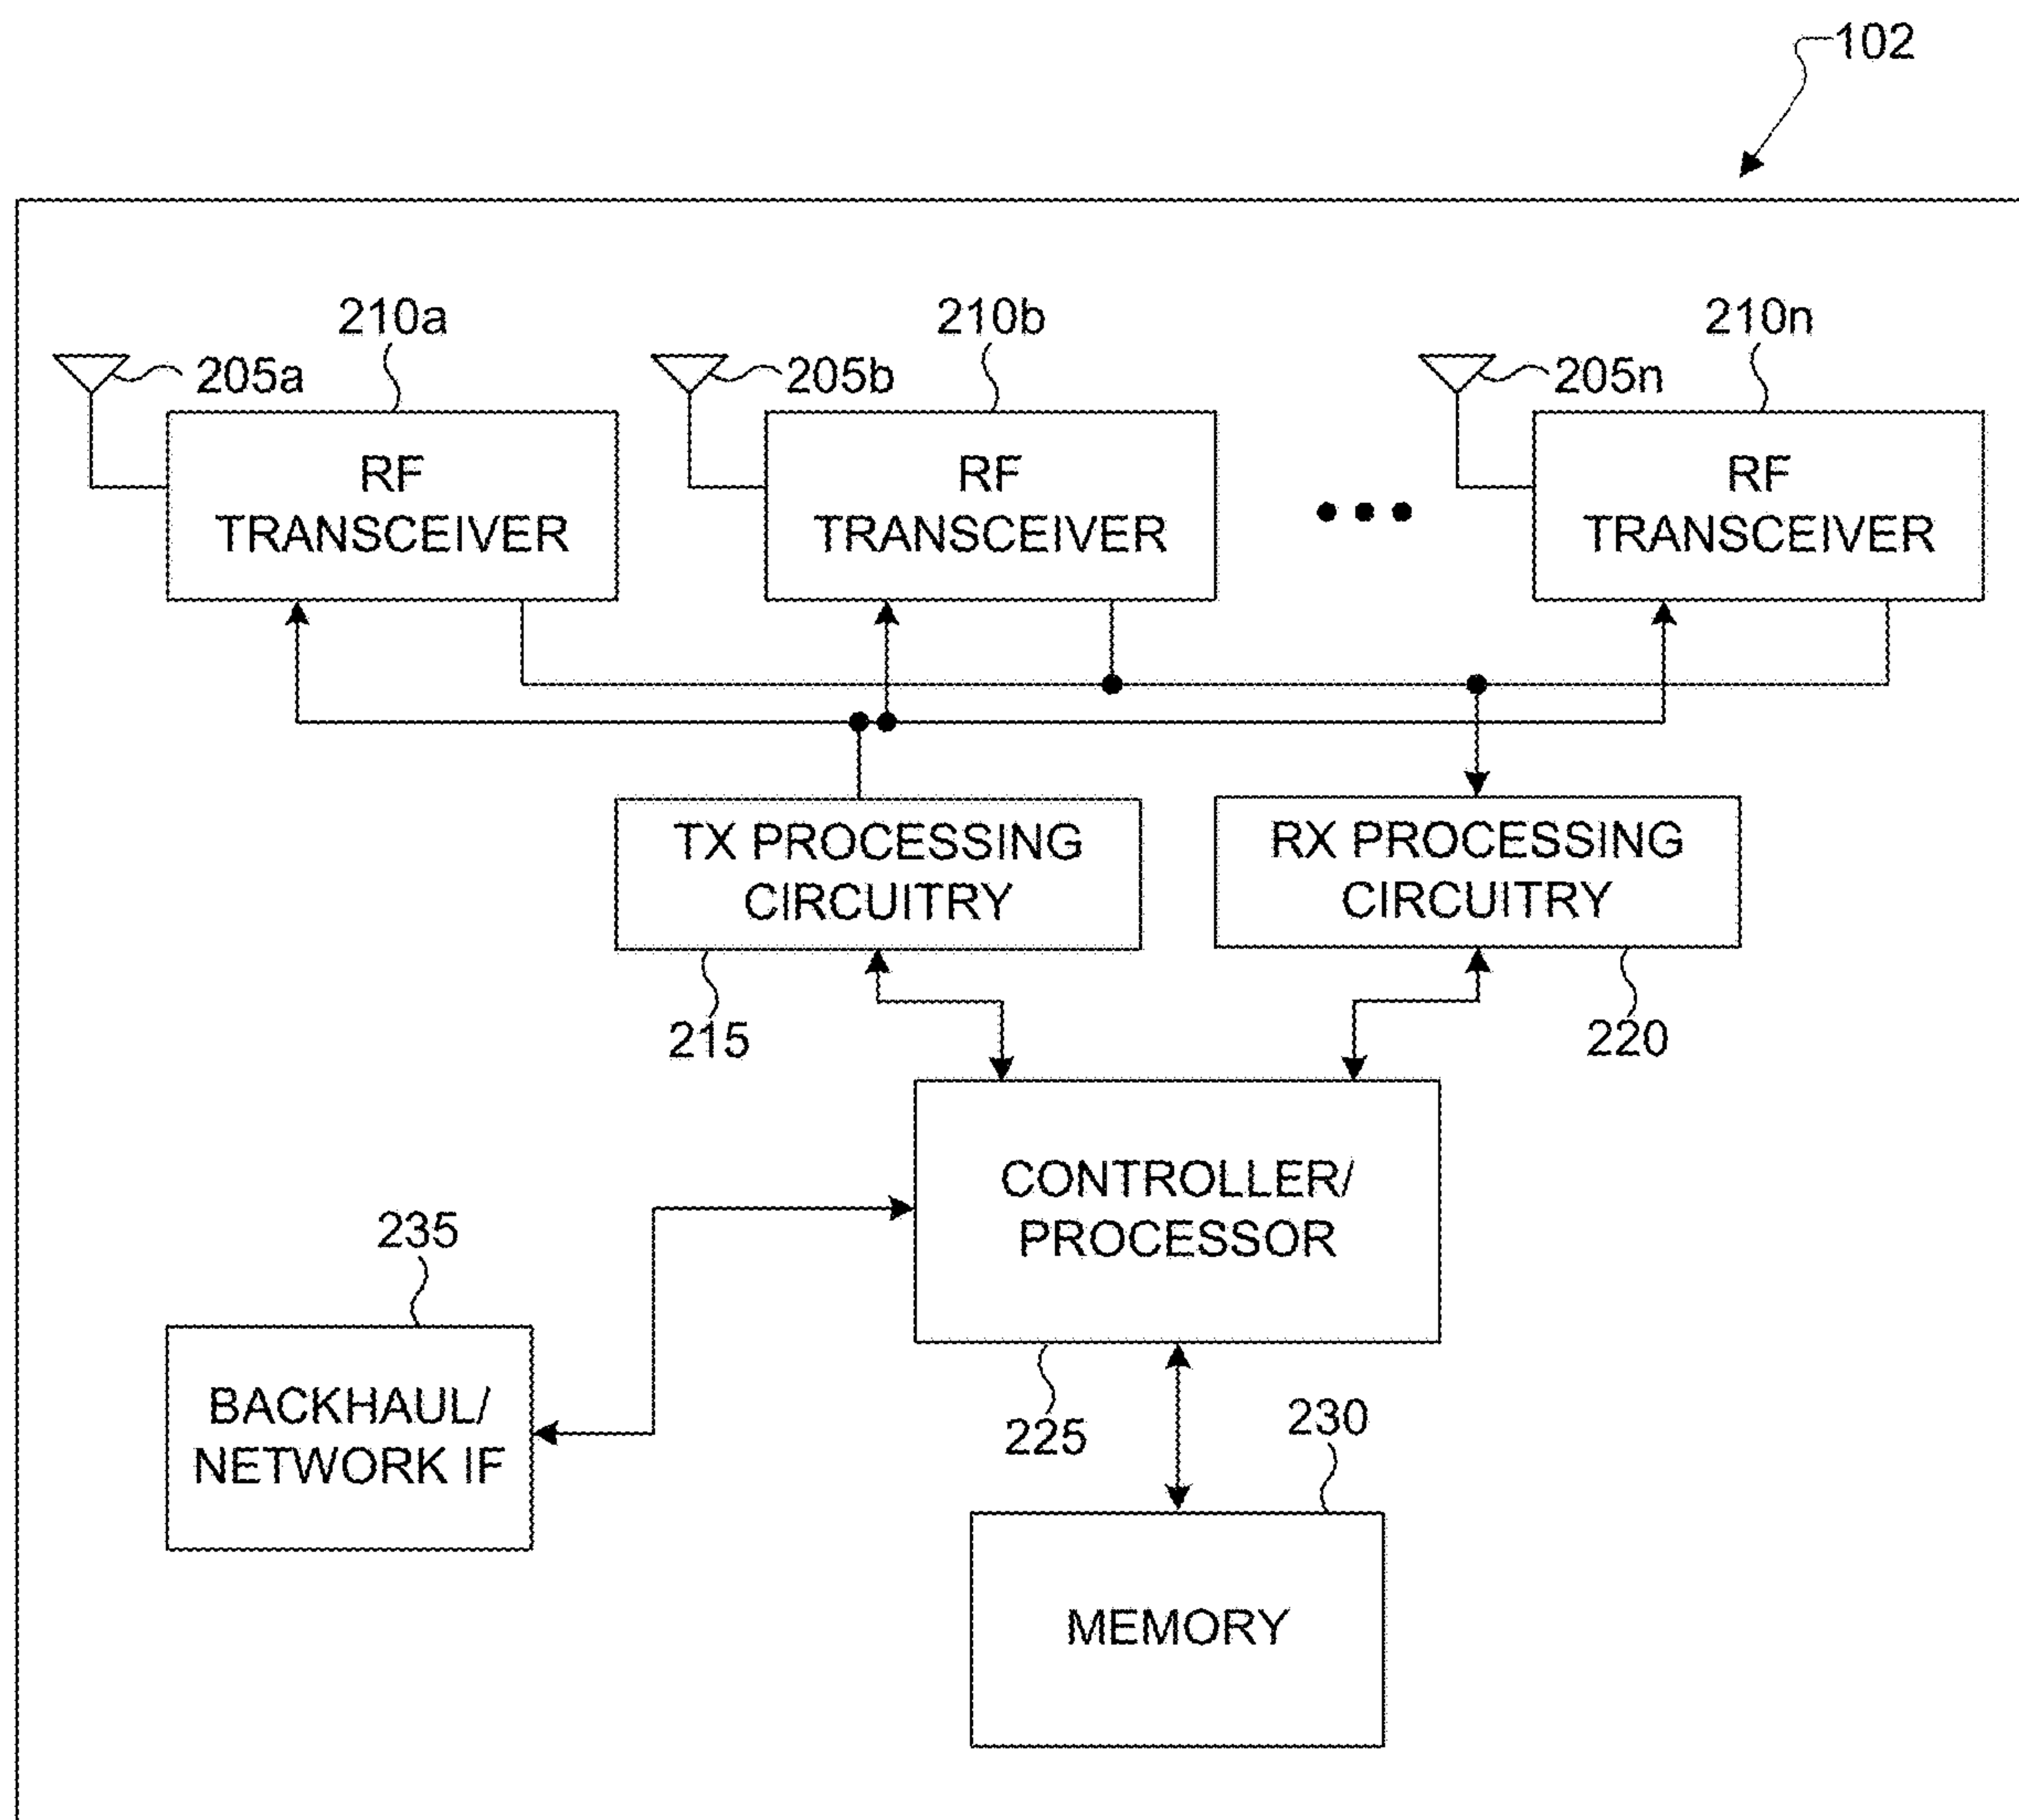 102
210a
210b
210n
205a
205b
205n
RF
TRANSCEIVER
RF
TRANSCEIVER
RF
TRANSCEIVER
TX PROCESSING
CIRCUITRY
RX PROCESSING
CIRCUITRY
215
220
CONTROLLER/
PROCESSOR
235
BACKHAUL/
NETWORK IF
225
230
MEMORY